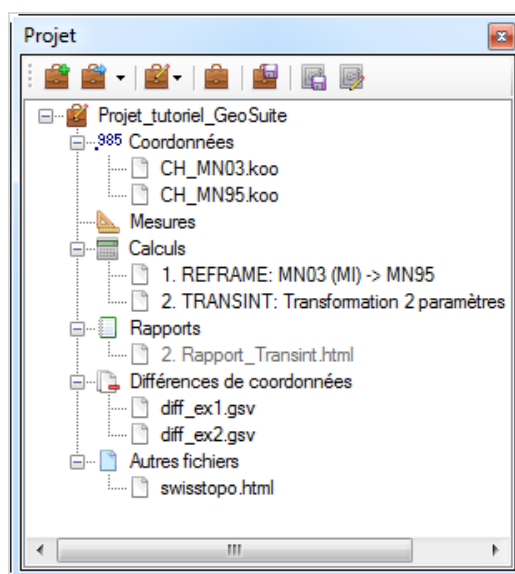 Projet
Projet_tutoriel_GeoSuite
.985 Coordonnées
CH_MN03.koo
CH_MN95.koo
Mesures
Calculs
1. REFRAME: MN03 (MI) -> MN95
2. TRANSINT: Transformation 2 paramètres
Rapports
2. Rapport_Transint.html
Différences de coordonnées
diff_ex1.gsv
diff_ex2.gsv
Autres fichiers
swisstopo.html